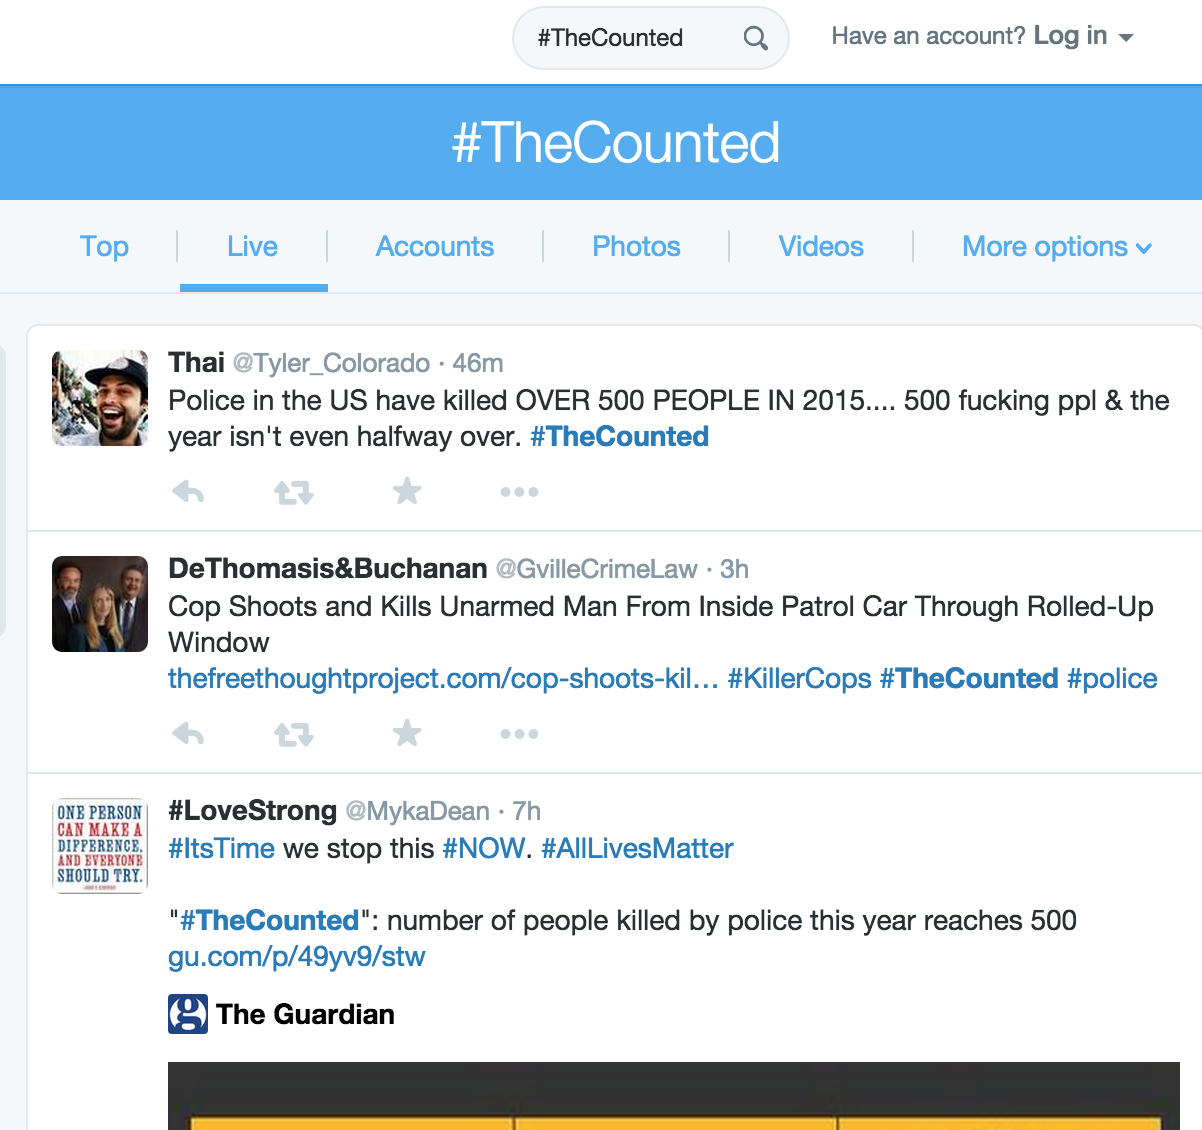 #TheCounted
Have an account? Log in
#TheCounted
Top
Live
Accounts
Photos
Videos
More options
Thai @Tyler_Colorado · 46m
Police in the US have killed OVER 500 PEOPLE IN 2015.... 500 fucking ppl & the
year isn't even halfway over. #TheCounted
DeThomasis&Buchanan @GvilleCrimeLaw · 3h
Cop Shoots and Kills Unarmed Man From Inside Patrol Car Through Rolled-Up
Window
thefreethoughtproject.com/cop-shoots-kil... #KillerCops #TheCounted #police
ONE PERSON
CAN MAKE A
DIFFERENCE,
AND EVERYONE
SHOULD TRY.
#LoveStrong @MykaDean · 7h
#ItsTime we stop this #NOW. #AllLivesMatter
"#TheCounted": number of people killed by police this year reaches 500
gu.com/p/49yv9/stw
g The Guardian